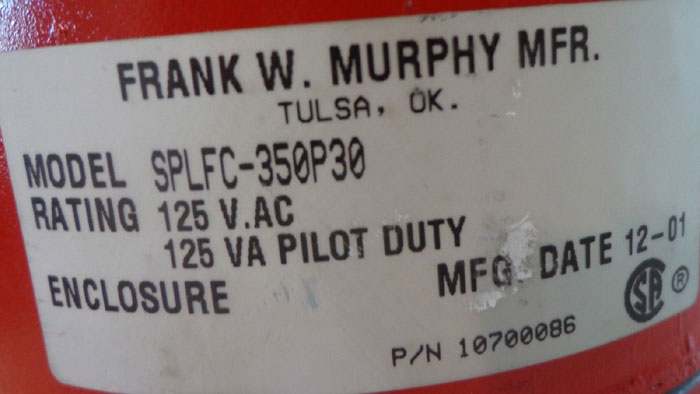 FRANK W. MURPHY MFR.
TULSA, OK.
MODEL SPLFC-350P30
RATING 125 V.AC
125 VA PILOT DUTY
ENCLOSURE
MFG. DATE 12-01
SA ®
P/N 10700086